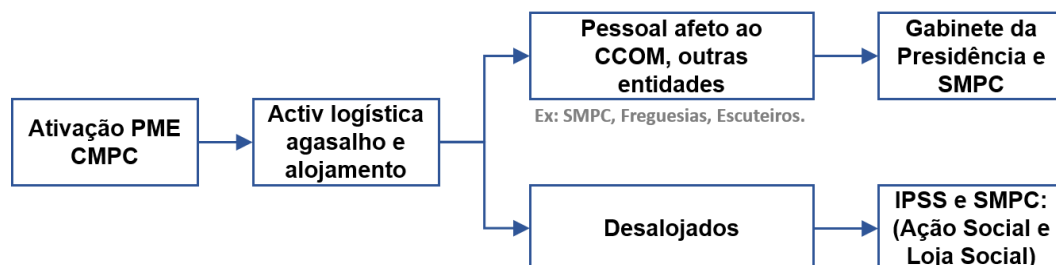 Ativação PME
CMPC
Activ logística
agasalho e
alojamento
Pessoal afeto ao
CCOM, outras
entidades
Ex: SMPC, Freguesias, Escuteiros.
Gabinete da
Presidência e
SMPC
Desalojados
IPSS e SMPC:
(Ação Social e
Loja Social)